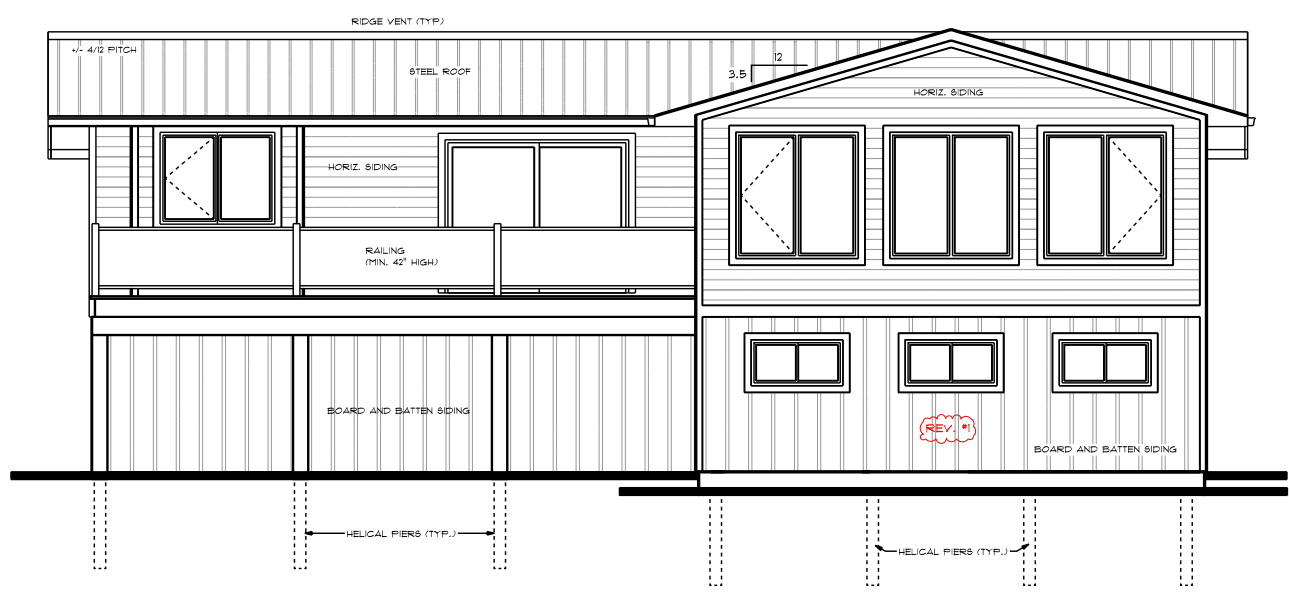 RIDGE VENT (TYP.)
+/- 4/12 PITCH
STEEL ROOF
12
3.5
HORIZ. SIDING
HORIZ. SIDING
RAILING
(MIN. 42" HIGH)
BOARD AND BATTEN SIDING
REV. #1
BOARD AND BATTEN SIDING
HELICAL PIERS (TYP.)
HELICAL PIERS (TYP.)